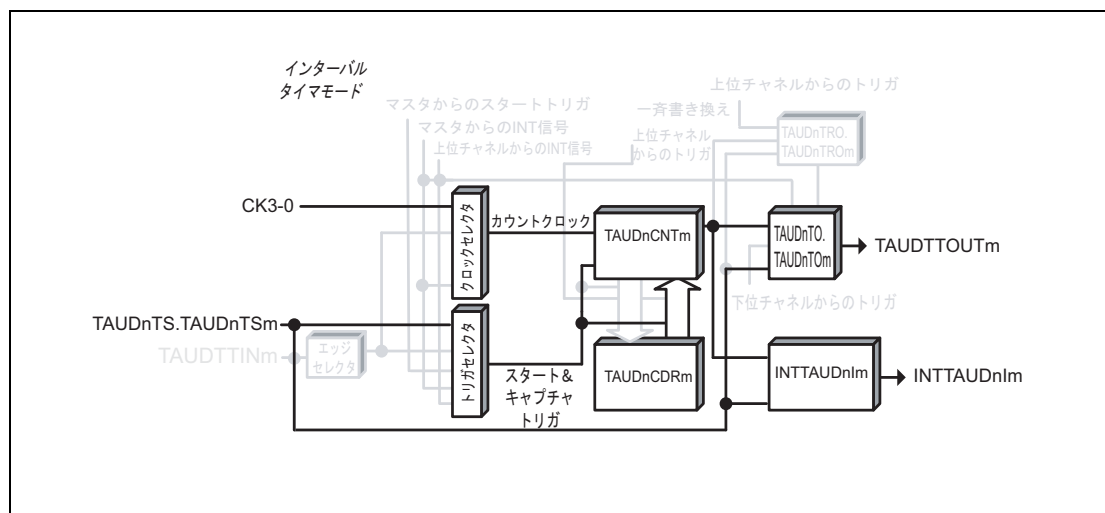 インターバル
タイマモード
上位チャネルからのトリガ
マスタからのスタートトリガ
一斉書き換え
マスタからのINT信号
上位チャネル
からのトリガ
上位チャネルからのINT信号
TAUDnTRO.
TAUDnTROm
CK3-0
クロックセレクタ
カウントクロック
TAUDnCNTm
TAUDnTO.
TAUDnTOm
TAUDTTOUTm
下位チャネルからのトリガ
TAUDnTS.TAUDnTSm
TAUDTTINm
エッジ
セレクタ
トリガセレクタ
スタート&
キャプチャ
トリガ
TAUDnCDRm
INTTAUDnIm
INTTAUDnIm